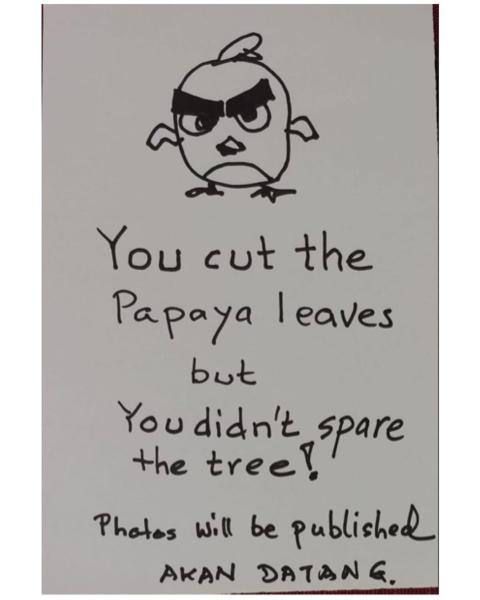 You cut the
Papaya leaves
but
You didn't spare
the tree!
Photos will be published
AKAN DATANG.